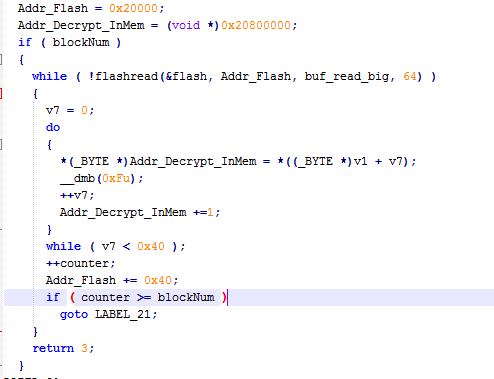 Addr_Flash = 0x20000;
Addr_Decrypt_InMem = (void *)0x20800000;
if ( blockNum )
{
while ( !flashread(&flash, Addr_Flash, buf_read_big, 64) )
{
v7 = 0;
do
{
*(_BYTE *)Addr_Decrypt_InMem = *((_BYTE *)v1 + v7);
__dmb(0xFu);
++v7;
Addr_Decrypt_InMem +=1;
}
while ( v7 < 0x40 );
++counter;
Addr_Flash += 0x40;
if ( counter >= blockNum )
goto LABEL_21;
}
return 3;
}